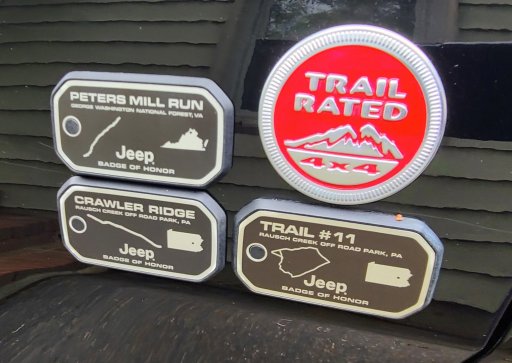 PETERS MILL RUN
GEORGE WASHINGTON NATIONAL FOREST, VA
Jeep
BADGE OF HONOR
CRAWLER RIDGE
RAUSCH CREEK OFF ROAD PARK, PA
Jeep
BADGE OF HONOR
TRAIL
RATED
4x4
TRAIL #11
RAUSCH CREEK OFF ROAD PARK, PA
Jeep
BADGE OF HONOR